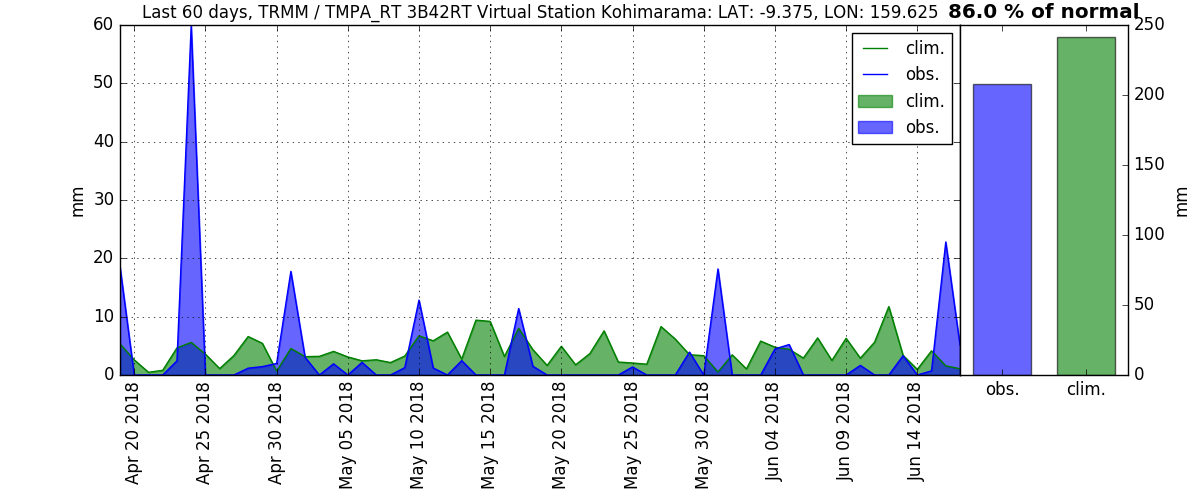 Last 60 days, TRMM / TMPA_RT 3B42RT Virtual Station Kohimarama: LAT: -9.375, LON: 159.625
86.0 % of normal
60
50
40
30
20
10
0
mm
clim.
obs.
clim.
obs.
250
200
150
100
50
0
mm
obs.
clim.
Apr 20 2018
Apr 25 2018
Apr 30 2018
May 05 2018
May 10 2018
May 15 2018
May 20 2018
May 25 2018
May 30 2018
Jun 04 2018
Jun 09 2018
Jun 14 2018